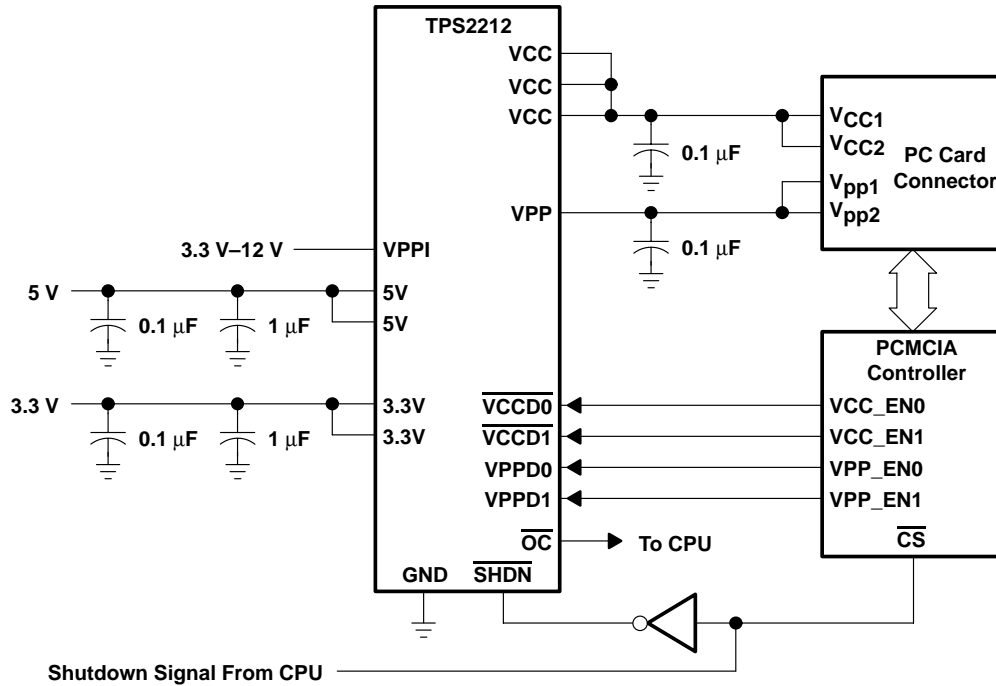 TPS2212
VCC
VCC
VCC
VPP
VPPI
5V
5V
3.3V
3.3V
VCCD0
VCCD1
VPPD0
VPPD1
OC
GND
SHDN
3.3 V–12 V
5 V
0.1 μF
1 μF
3.3 V
0.1 μF
1 μF
0.1 μF
0.1 μF
VCC1
VCC2
Vpp1
Vpp2
PC Card
Connector
PCMCIA
Controller
VCC_EN0
VCC_EN1
VPP_EN0
VPP_EN1
CS
To CPU
Shutdown Signal From CPU